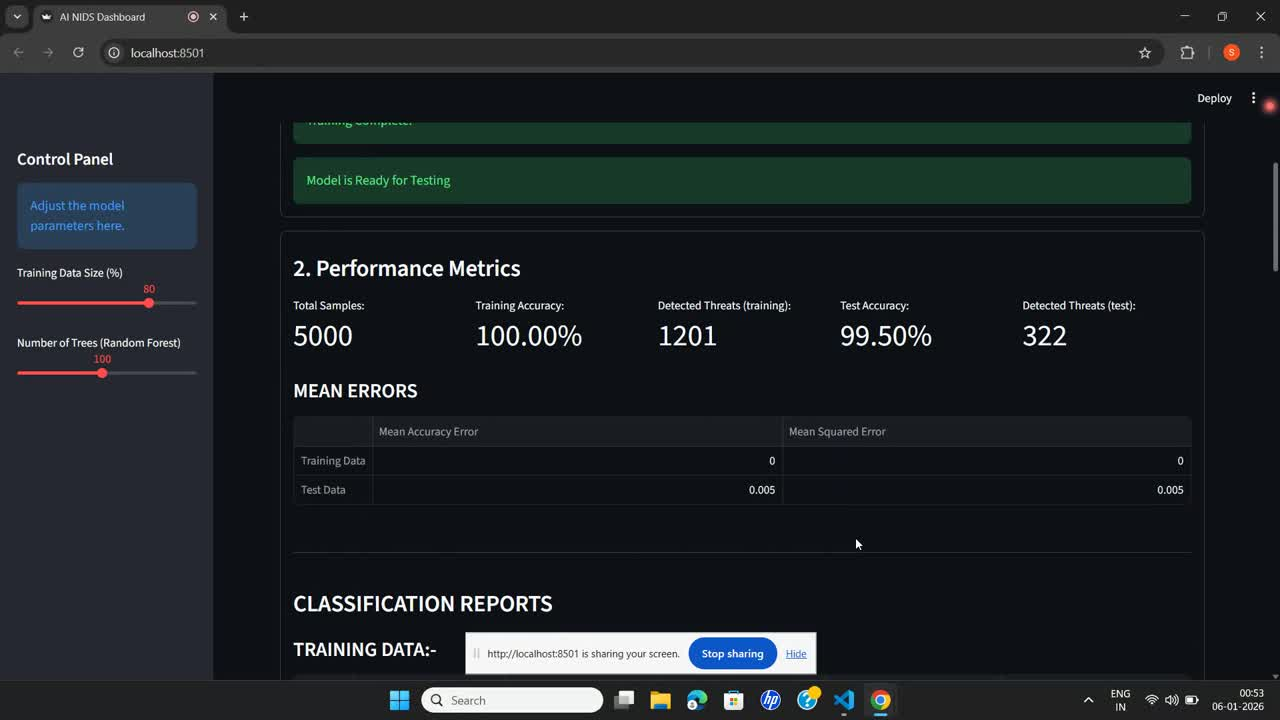 AI NIDS Dashboard
localhost:8501
S
Deploy
Control Panel
Adjust the model
parameters here.
Training Data Size (%)
80
Number of Trees (Random Forest)
100
Training Complete!
Model is Ready for Testing
2. Performance Metrics
Total Samples: Training Accuracy: Detected Threats (training): Test Accuracy: Detected Threats (test):
5000 100.00% 1201 99.50% 322
MEAN ERRORS
Mean Accuracy Error Mean Squared Error
Training Data 0 0
Test Data 0.005 0.005
CLASSIFICATION REPORTS
TRAINING DATA:-
http://localhost:8501 is sharing your screen. Stop sharing Hide
Search
hp
ENG
IN
00:53
06-01-2026